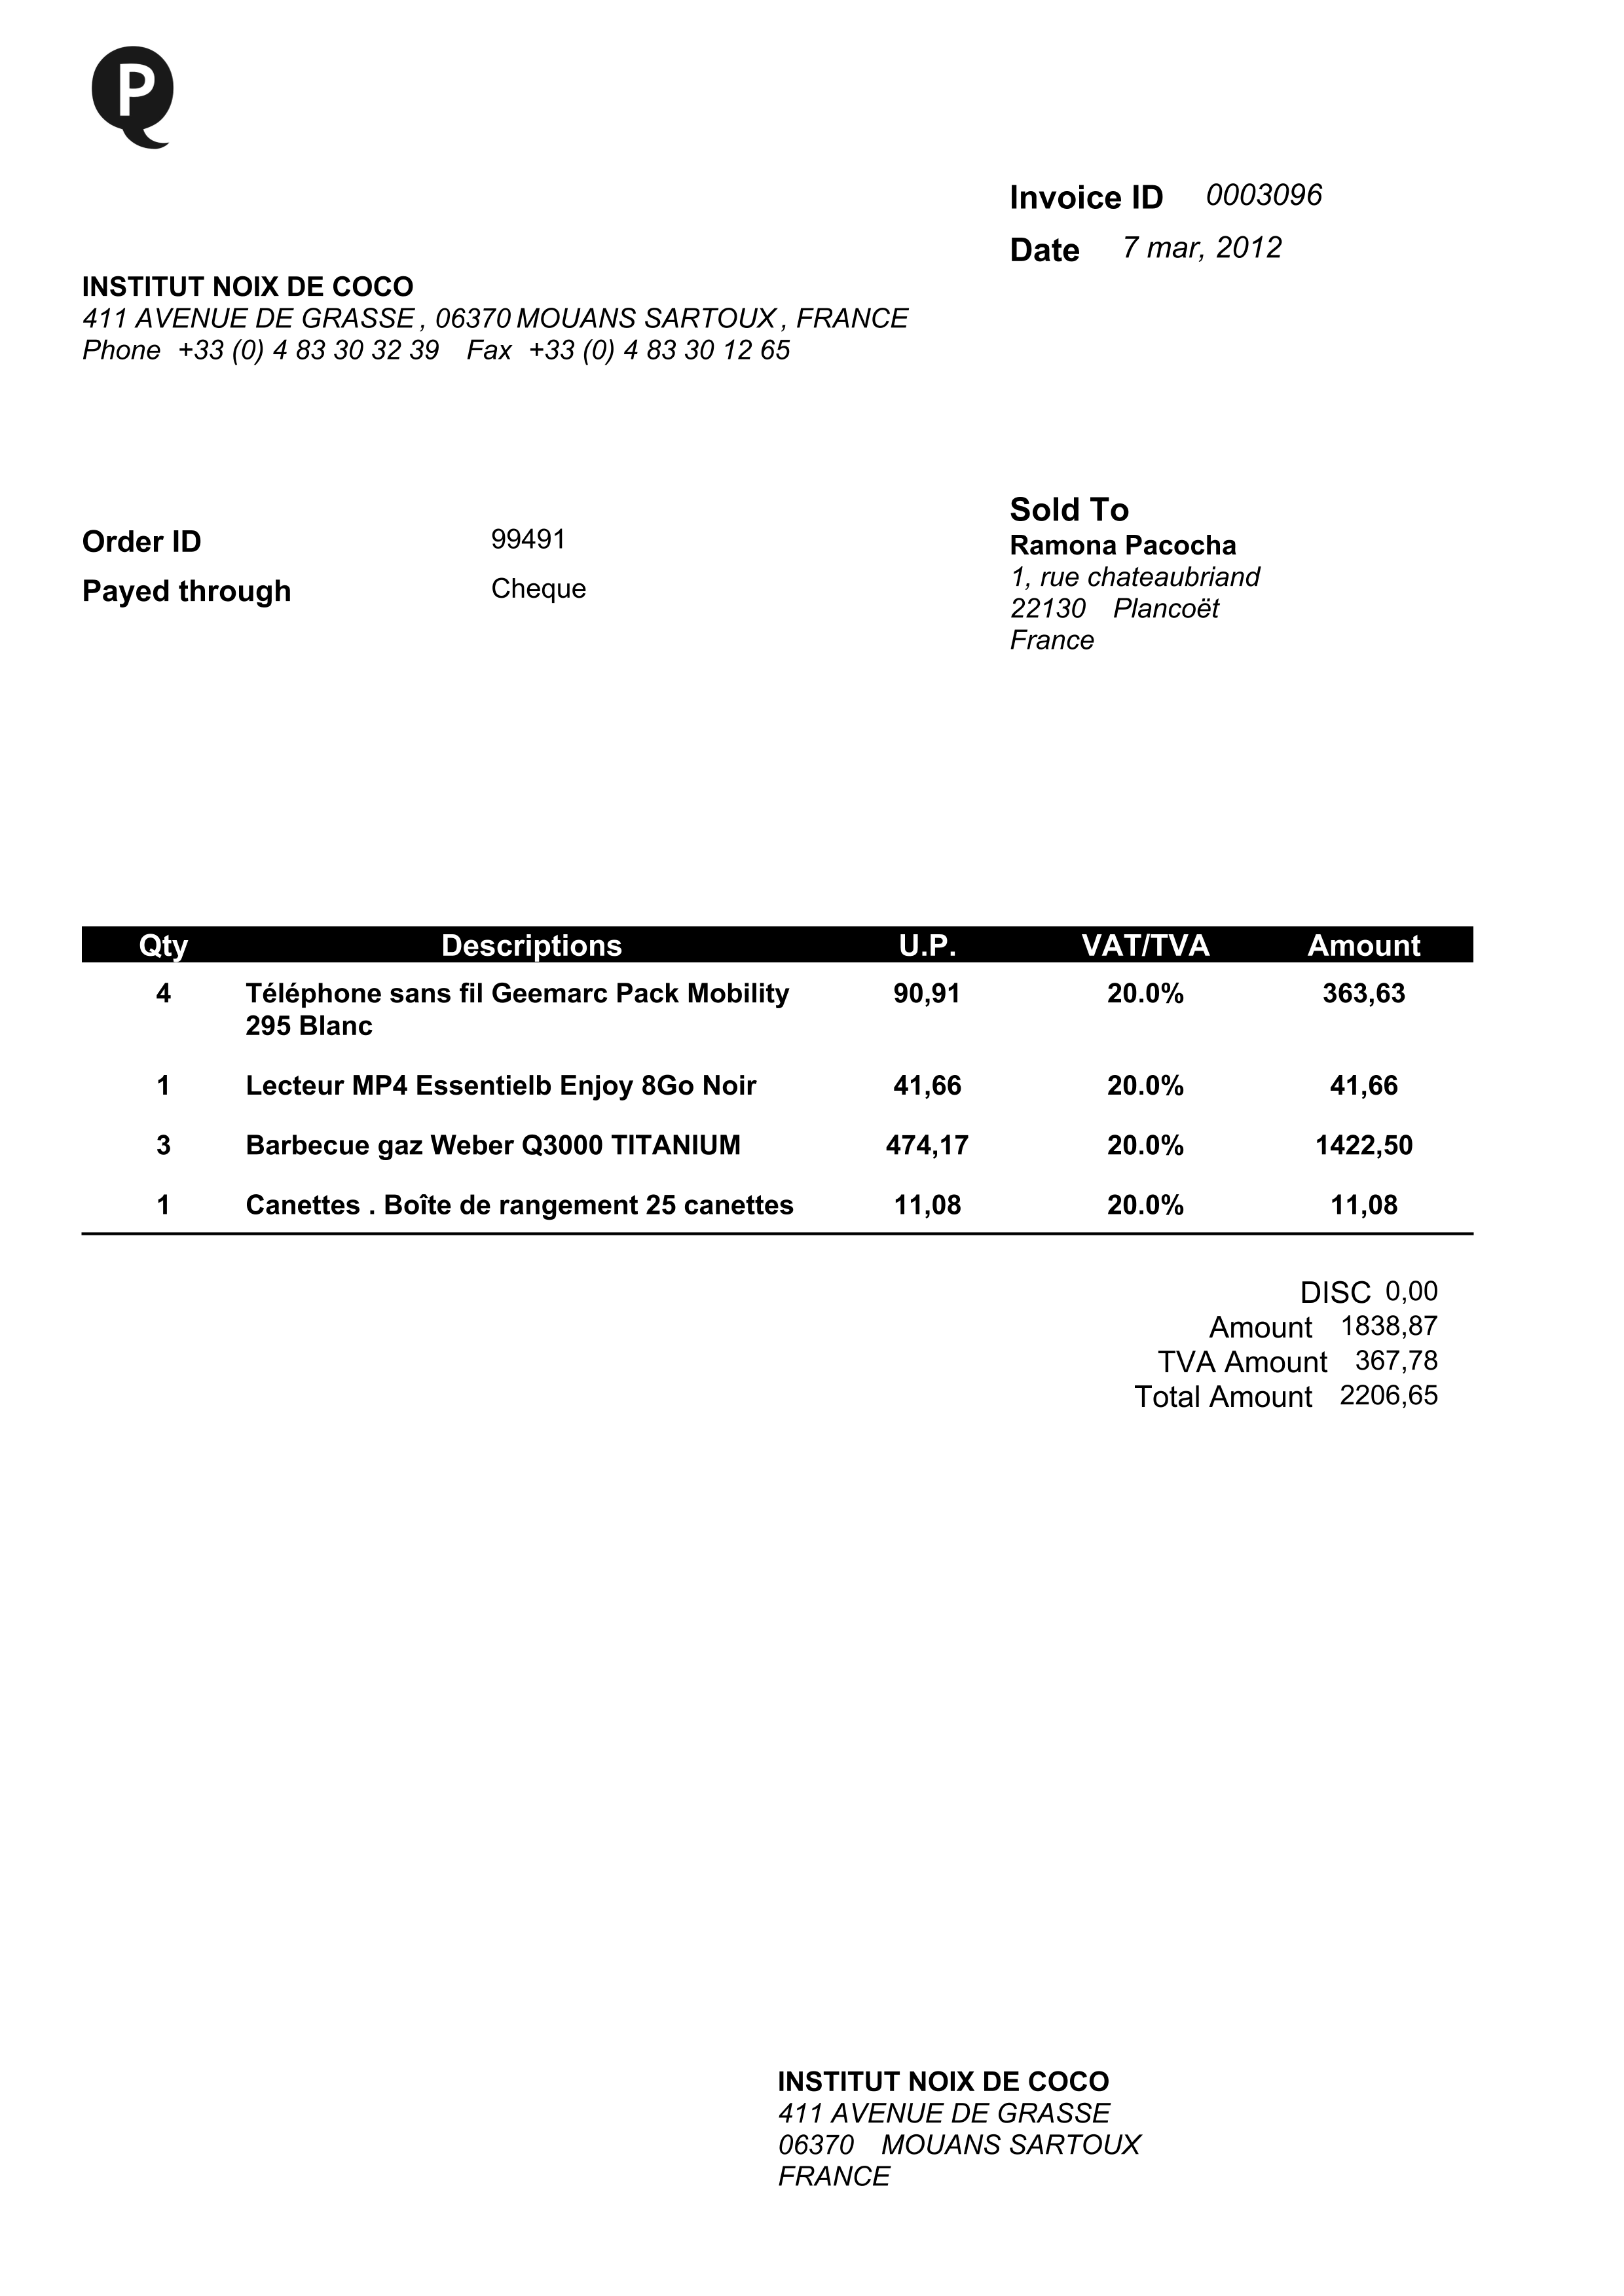 P
Invoice ID 0003096
Date 7 mar, 2012
INSTITUT NOIX DE COCO
411 AVENUE DE GRASSE , 06370 MOUANS SARTOUX , FRANCE
Phone +33 (0) 4 83 30 32 39 Fax +33 (0) 4 83 30 12 65
Order ID 99491
Payed through Cheque
Sold To
Ramona Pacocha
1, rue chateaubriand
22130 Plancoët
France
Qty Descriptions U.P. VAT/TVA Amount
4 Téléphone sans fil Geemarc Pack Mobility 90,91 20.0% 363,63
295 Blanc
1 Lecteur MP4 Essentielb Enjoy 8Go Noir 41,66 20.0% 41,66
3 Barbecue gaz Weber Q3000 TITANIUM 474,17 20.0% 1422,50
1 Canettes . Boîte de rangement 25 canettes 11,08 20.0% 11,08
DISC 0,00
Amount 1838,87
TVA Amount 367,78
Total Amount 2206,65
INSTITUT NOIX DE COCO
411 AVENUE DE GRASSE
06370 MOUANS SARTOUX
FRANCE